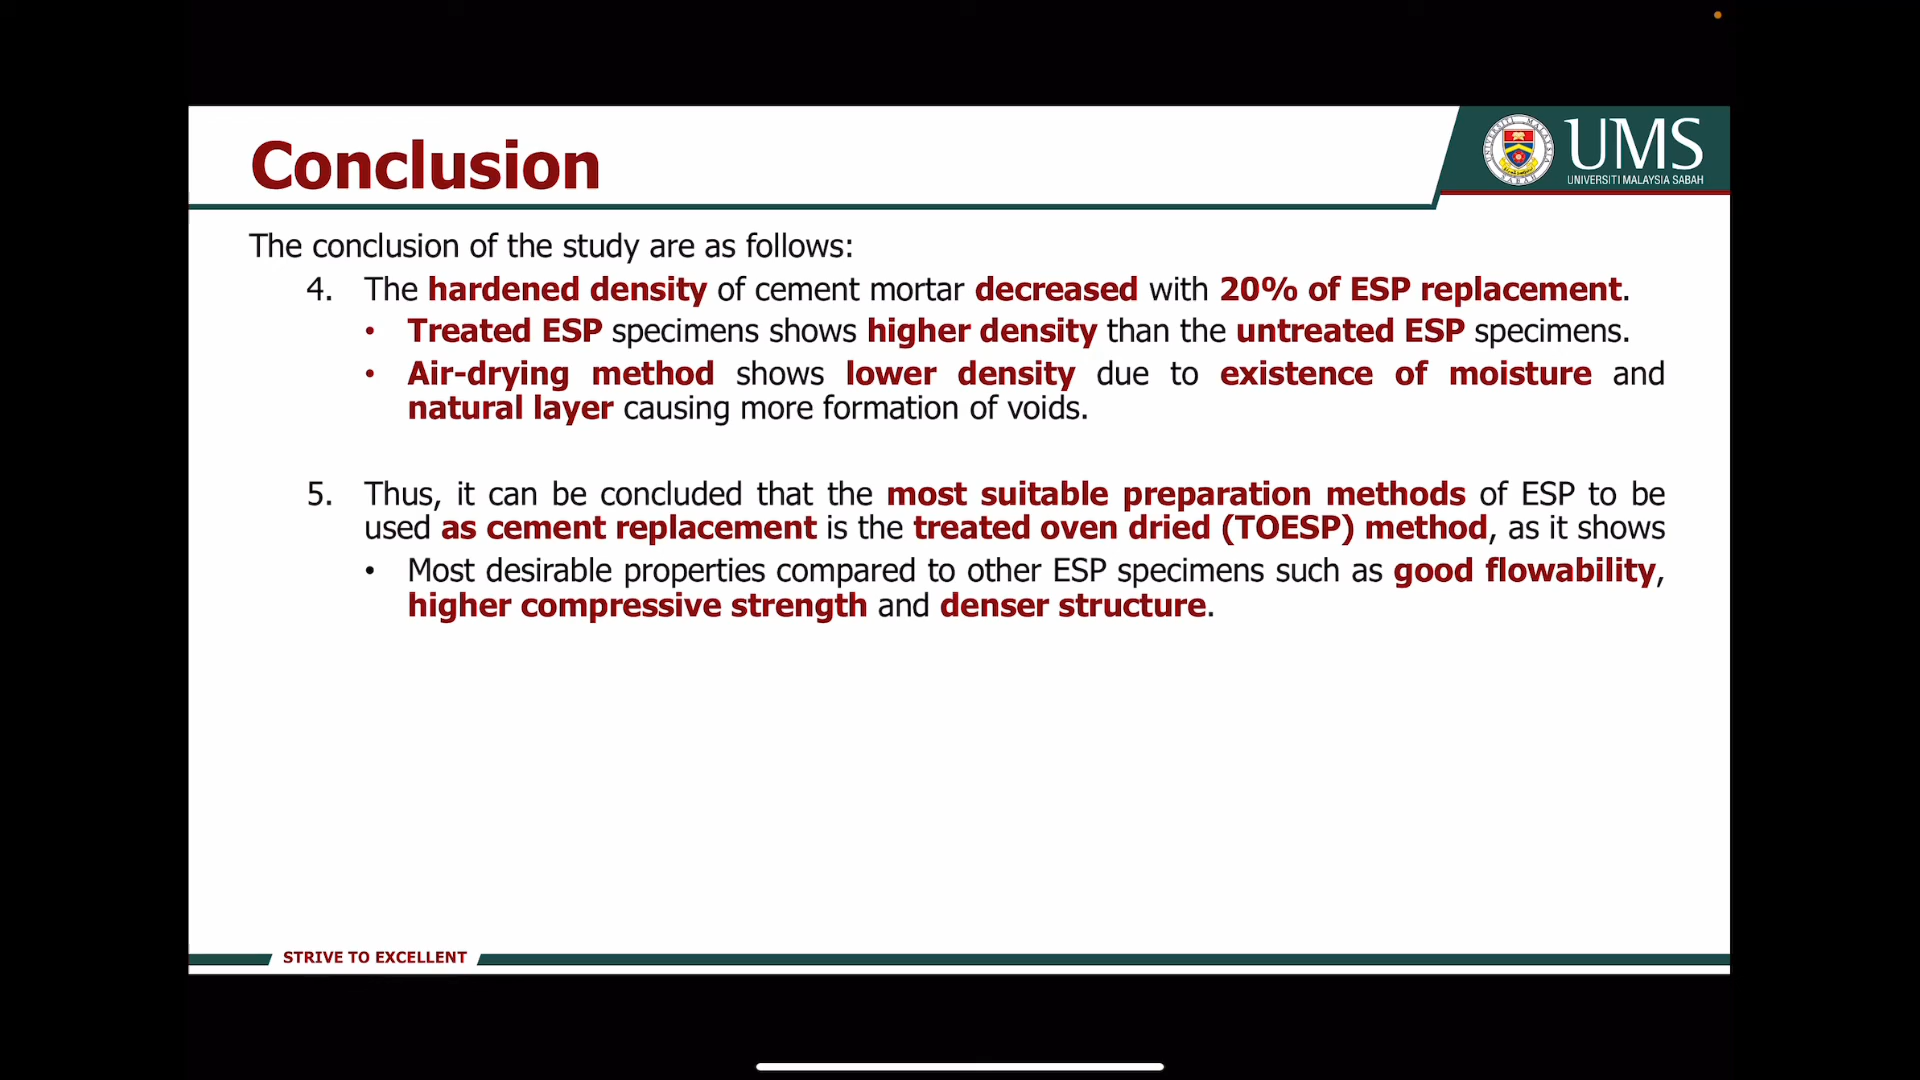 Conclusion
UMS
UNIVERSITI MALAYSIA SABAH
The conclusion of the study are as follows:
4. The hardened density of cement mortar decreased with 20% of ESP replacement.
• Treated ESP specimens shows higher density than the untreated ESP specimens.
• Air-drying method shows lower density due to existence of moisture and
natural layer causing more formation of voids.
5. Thus, it can be concluded that the most suitable preparation methods of ESP to be
used as cement replacement is the treated oven dried (TOESP) method, as it shows
• Most desirable properties compared to other ESP specimens such as good flowability,
higher compressive strength and denser structure.
STRIVE TO EXCELLENT